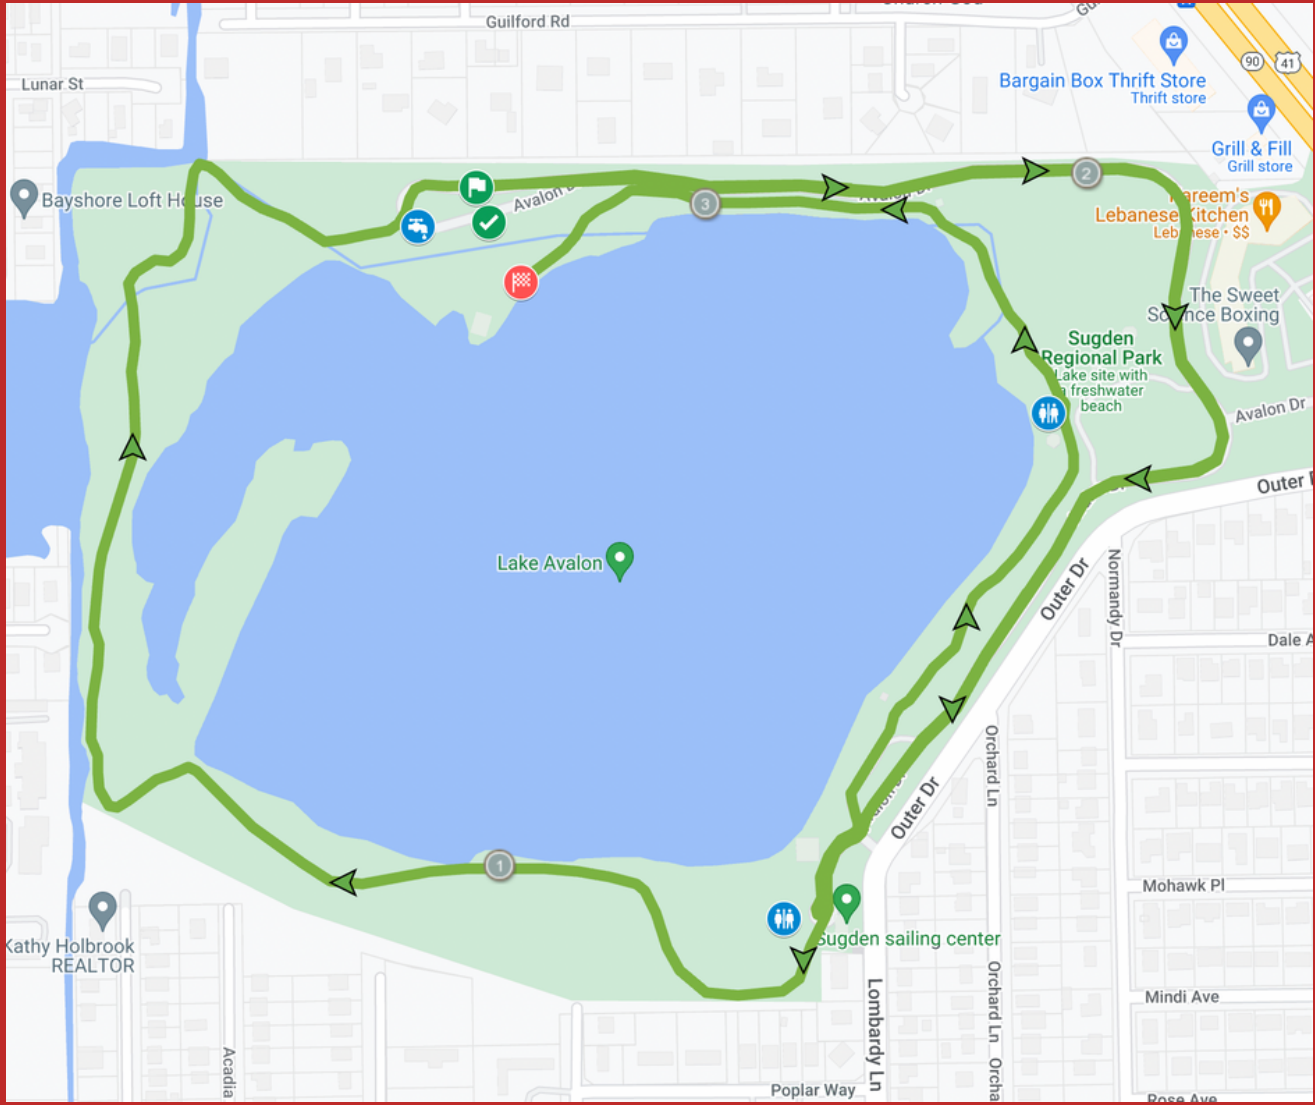 Guilford Rd
Lunar St
90
41
Bargain Box Thrift Store
Thrift store
Grill & Fill
Grill store
Bayshore Loft House
Avalon D
Avalon Dr
2
3
Kareem's
Lebanese Kitchen
Lebanese • $$
The Sweet
Science Boxing
Sugden
Regional Park
Lake site with
a freshwater
beach
Avalon Dr
Outer
Lake Avalon
Outer Dr
Normandy Dr
Dale A
Orchard Ln
Outer Dr
1
Mohawk Pl
Sugden sailing center
Kathy Holbrook
REALTOR
Lombardy Ln
Orchard Ln
Mindi Ave
Acadia
Orcha
Poplar Way
Rose Ave